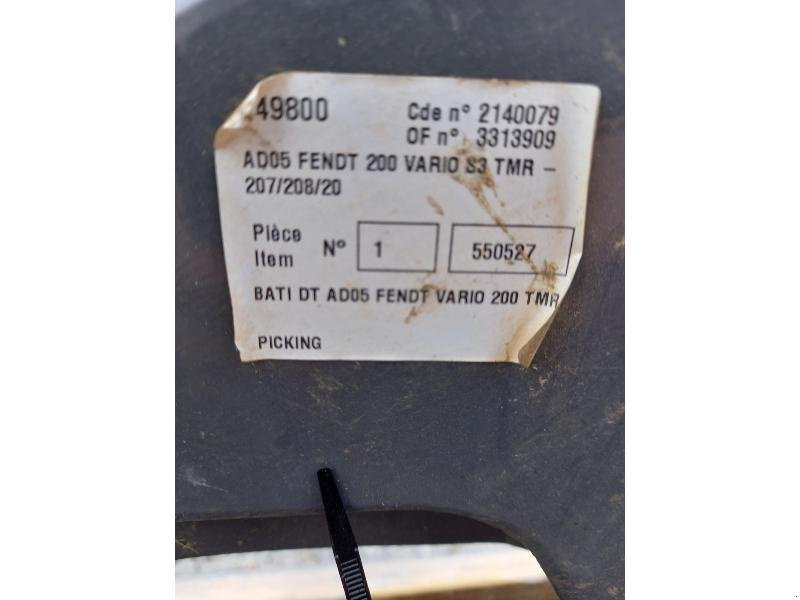 49800 Cde n° 2140079
OF n° 3313909
AD05 FENDT 200 VARIO S3 TMR -
207/208/20
Pièce
Item N° 1 550527
BATI DT AD05 FENDT VARIO 200 TMR
PICKING